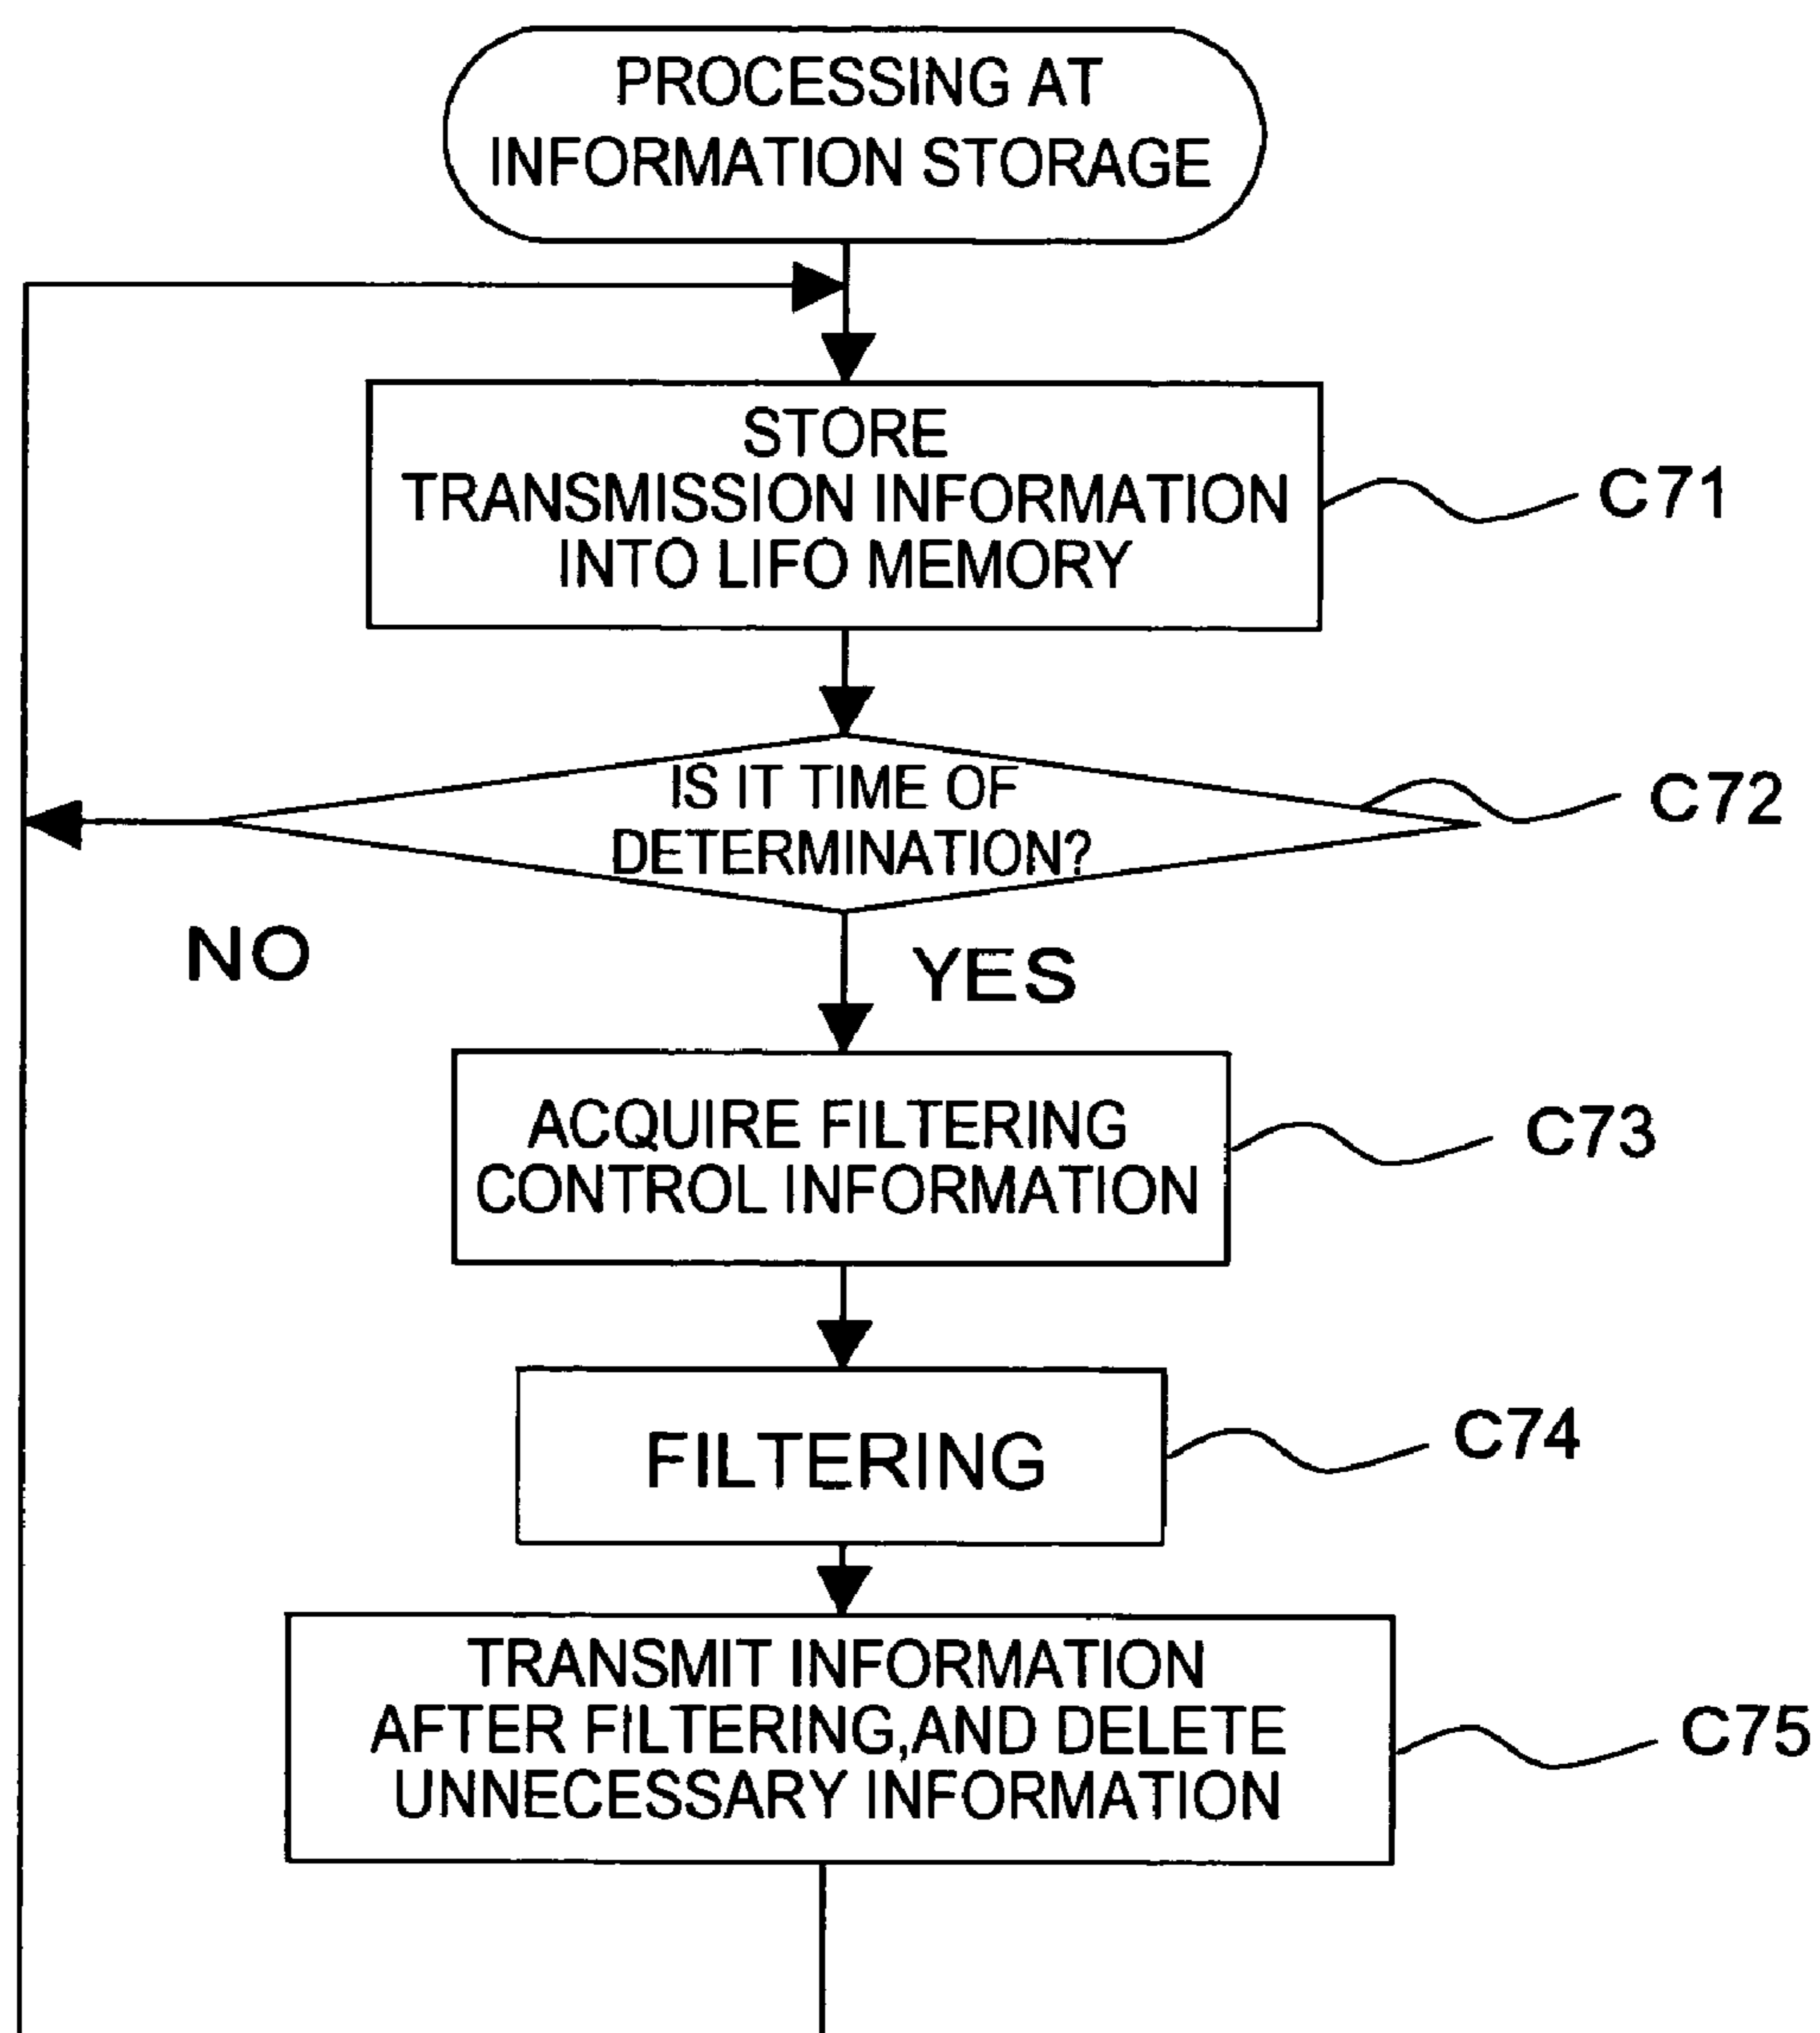 PROCESSING AT
INFORMATION STORAGE
STORE
TRANSMISSION INFORMATION
INTO LIFO MEMORY
C71
IS IT TIME OF
DETERMINATION?
C72
NO
YES
ACQUIRE FILTERING
CONTROL INFORMATION
C73
FILTERING
C74
TRANSMIT INFORMATION
AFTER FILTERING,AND DELETE
UNNECESSARY INFORMATION
C75